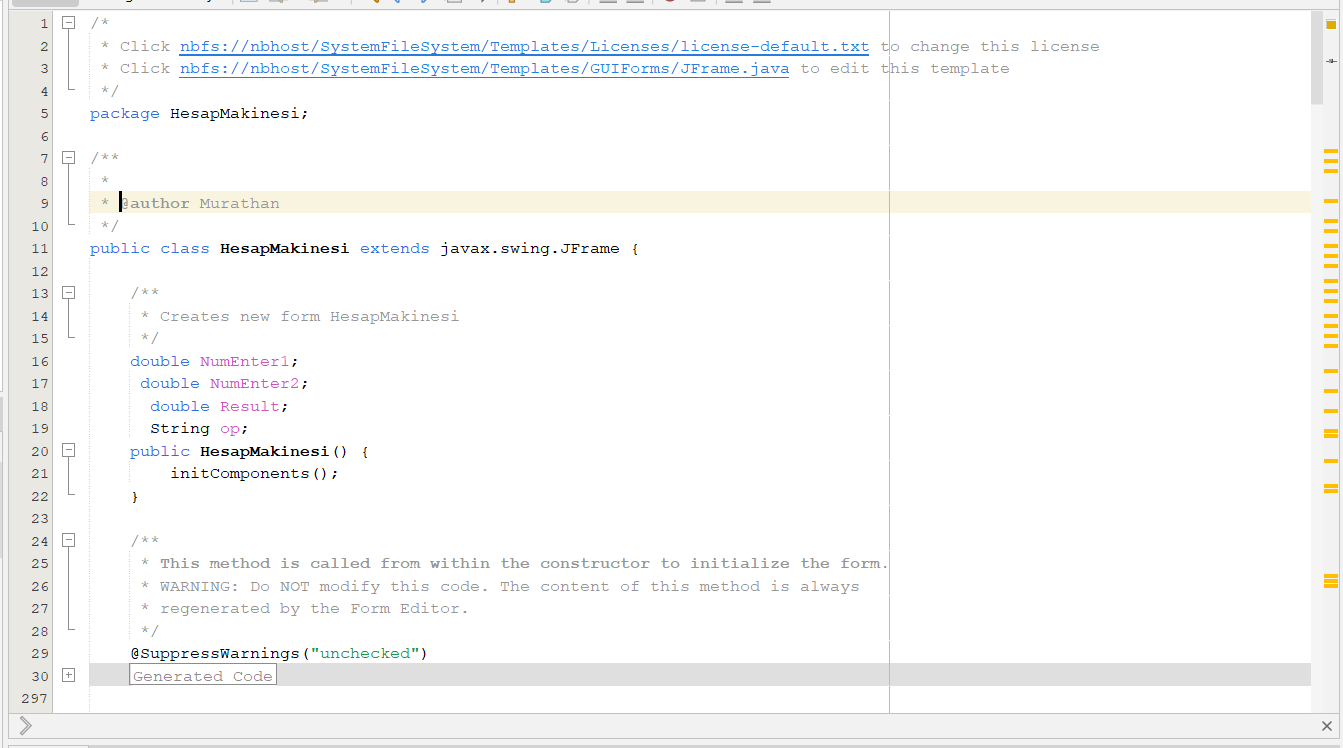 1 /*
2 * Click nbfs://nbhost/SystemFileSystem/Templates/Licenses/license-default.txt to change this license
3 * Click nbfs://nbhost/SystemFileSystem/Templates/GUIForms/JFrame.java to edit this template
4 */
5 package HesapMakinesi;
6
7 /**
8 *
9 * @author Murathan
10 */
11 public class HesapMakinesi extends javax.swing.JFrame {
12
13 /**
14 * Creates new form HesapMakinesi
15 */
16 double NumEnter1;
17 double NumEnter2;
18 double Result;
19 String op;
20 public HesapMakinesi() {
21 initComponents();
22 }
23
24 /**
25 * This method is called from within the constructor to initialize the form.
26 * WARNING: Do NOT modify this code. The content of this method is always
27 * regenerated by the Form Editor.
28 */
29 @SuppressWarnings("unchecked")
30 Generated Code
297